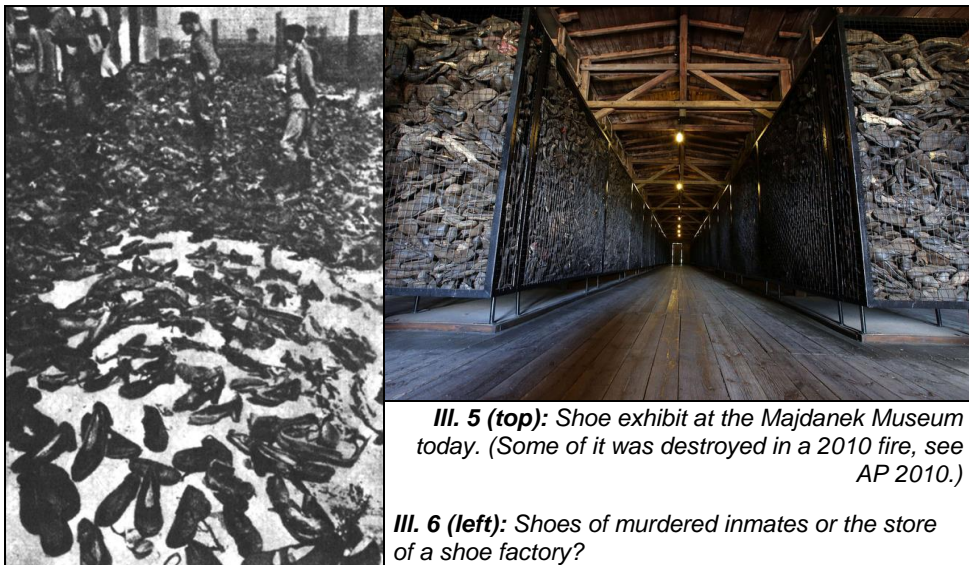 Ill. 5 (top): Shoe exhibit at the Majdanek Museum
today. (Some of it was destroyed in a 2010 fire, see
AP 2010.)
Ill. 6 (left): Shoes of murdered inmates or the store
of a shoe factory?